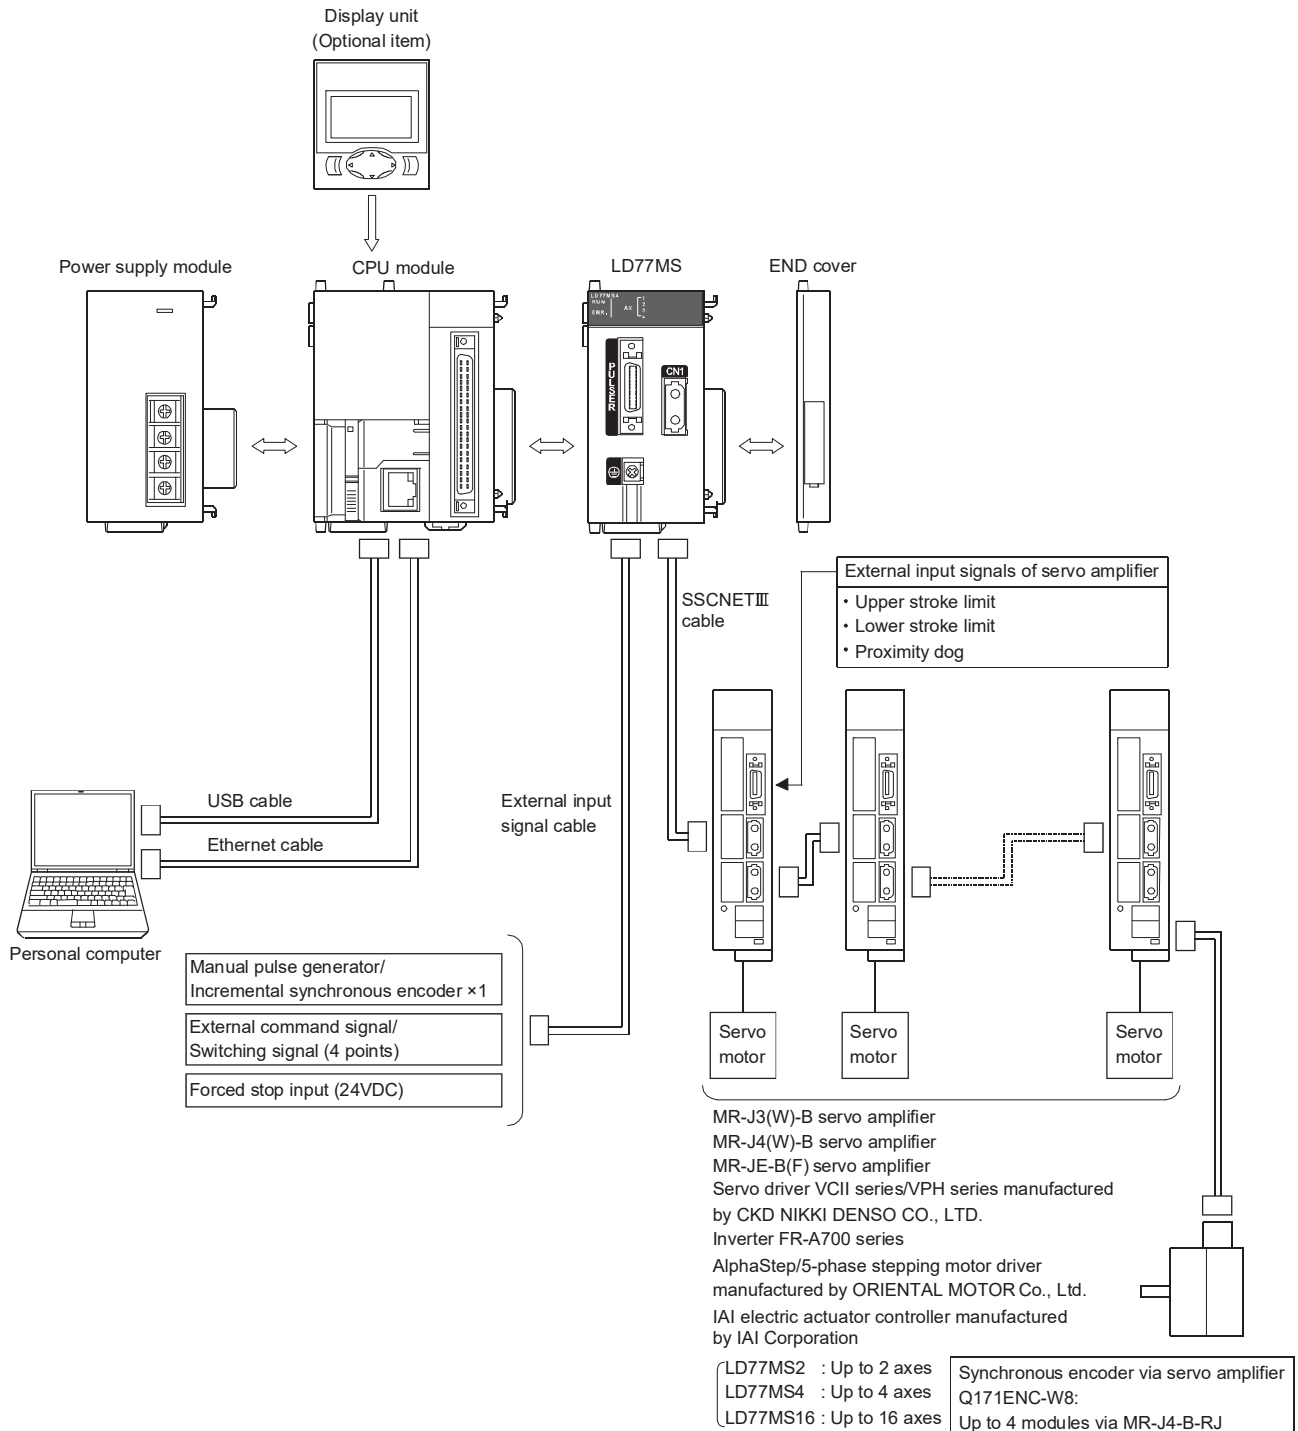 Display unit
(Optional item)
Power supply module
CPU module
LD77MS
END cover
LD77MS4
RUN
ERR.
AX
1
2
3
4
PULSER
CN1
SSCNETⅢ
cable
External input signals of servo amplifier
・Upper stroke limit
・Lower stroke limit
・Proximity dog
USB cable
Ethernet cable
External input
signal cable
Personal computer
Manual pulse generator/
Incremental synchronous encoder ×1
External command signal/
Switching signal (4 points)
Forced stop input (24VDC)
Servo
motor
Servo
motor
Servo
motor
MR-J3(W)-B servo amplifier
MR-J4(W)-B servo amplifier
MR-JE-B(F) servo amplifier
Servo driver VCII series/VPH series manufactured
by CKD NIKKI DENSO CO., LTD.
Inverter FR-A700 series
AlphaStep/5-phase stepping motor driver
manufactured by ORIENTAL MOTOR Co., Ltd.
IAI electric actuator controller manufactured
by IAI Corporation
LD77MS2 : Up to 2 axes
LD77MS4 : Up to 4 axes
LD77MS16 : Up to 16 axes
Synchronous encoder via servo amplifier
Q171ENC-W8:
Up to 4 modules via MR-J4-B-RJ